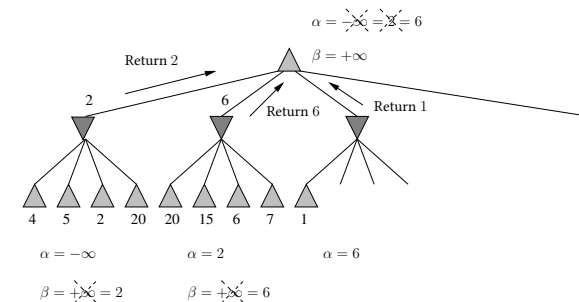 α = −∞ = 2 = 6
β = +∞
Return 2
Return 6
Return 1
2
6
4 5 2 20 20 15 6 7 1
α = −∞ α = 2 α = 6
β = +∞ = 2 β = +∞ = 6